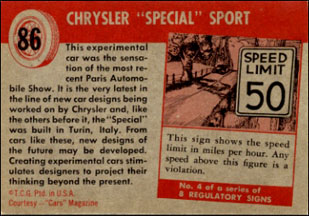 86
CHRYSLER "SPECIAL" SPORT
This experimental
car was the sensa-
tion of the most re-
cent Paris Automo-
bile Show. It is the very latest in
the line of new car designs being
worked on by Chrysler and, like
the others before it, the "Special"
was built in Turin, Italy. From
cars like these, new designs of
the future may be developed.
Creating experimental cars stim-
ulates designers to project their
thinking beyond the present.
©T.C.G. Ptd. in U.S.A.
Courtesy — "Cars" Magazine
SPEED
LIMIT
50
This sign shows the speed
limit in miles per hour. Any
speed above this figure is a
violation.
No. 4 of a series of
8 REGULATORY SIGNS